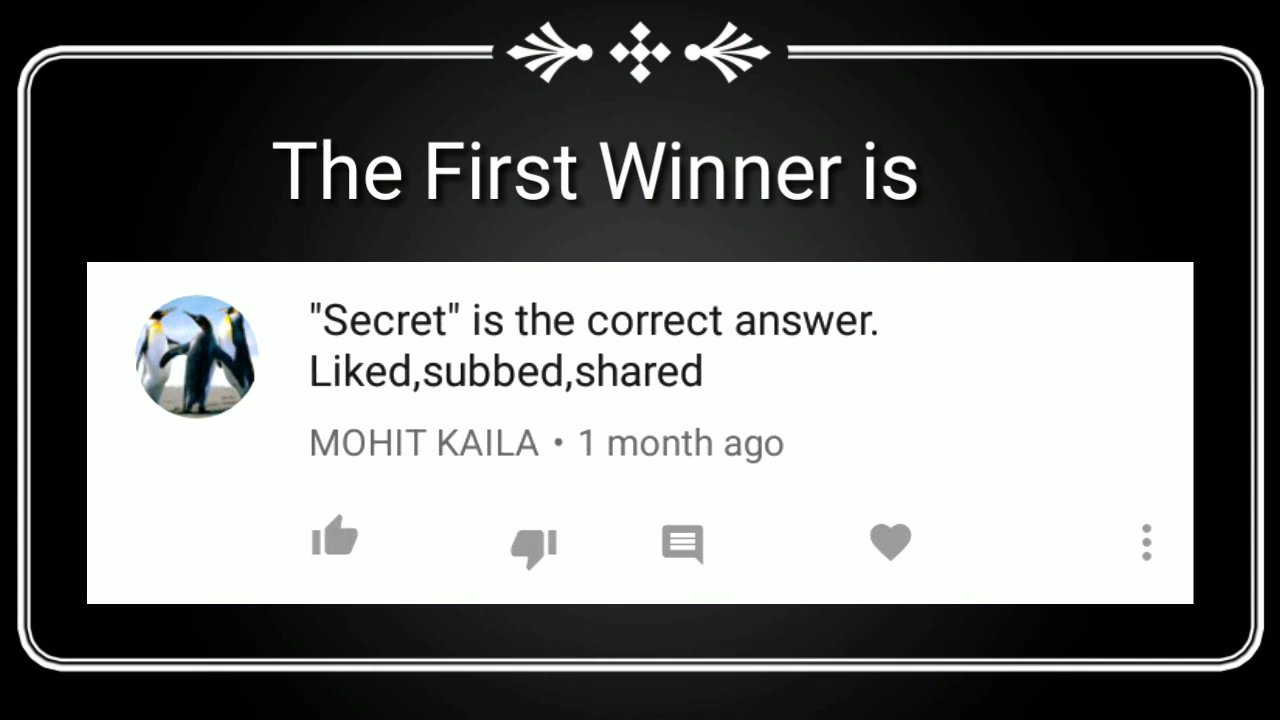 The First Winner is
"Secret" is the correct answer.
Liked,subbed,shared
MOHIT KAILA • 1 month ago